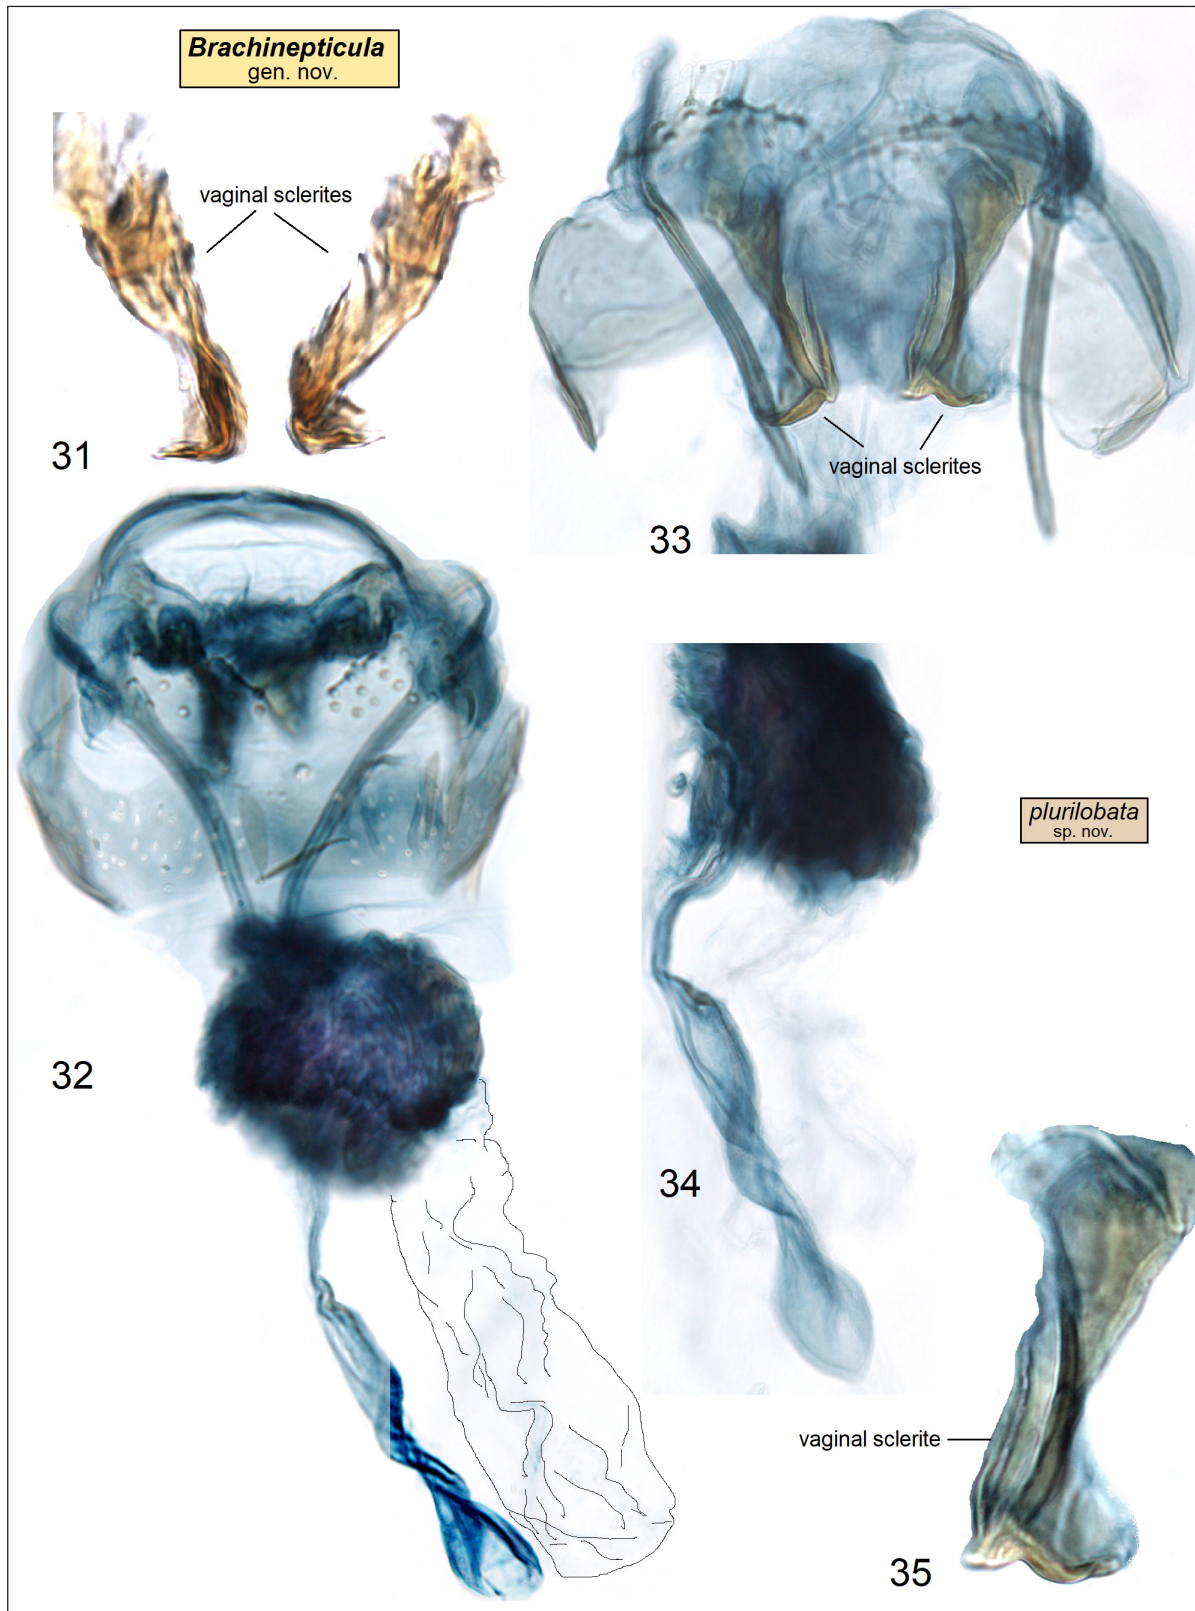 Brachinepticula
gen. nov.
vaginal sclerites
31
vaginal sclerites
33
32
34
plurilobata
sp. nov.
vaginal sclerite
35